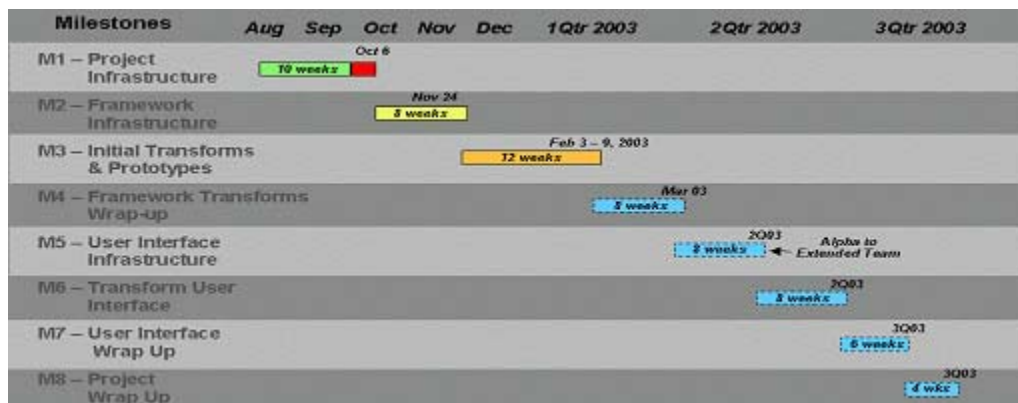 Milestones Aug Sep Oct Nov Dec 1Qtr 2003 2Qtr 2003 3Qtr 2003
Oct 6
M1 – Project
Infrastructure
10 weeks
Nov 24
M2 – Framework
Infrastructure
8 weeks
Feb 3 – 9, 2003
M3 – Initial Transforms
& Prototypes
12 weeks
Mar 03
M4 – Framework Transforms
Wrap-up
8 weeks
2Q03
M5 – User Interface
Infrastructure
8 weeks
Alpha to
Extended Team
2Q03
M6 – Transform User
Interface
8 weeks
3Q03
M7 – User Interface
Wrap Up
6 weeks
3Q03
M8 – Project
Wrap Up
4 wks